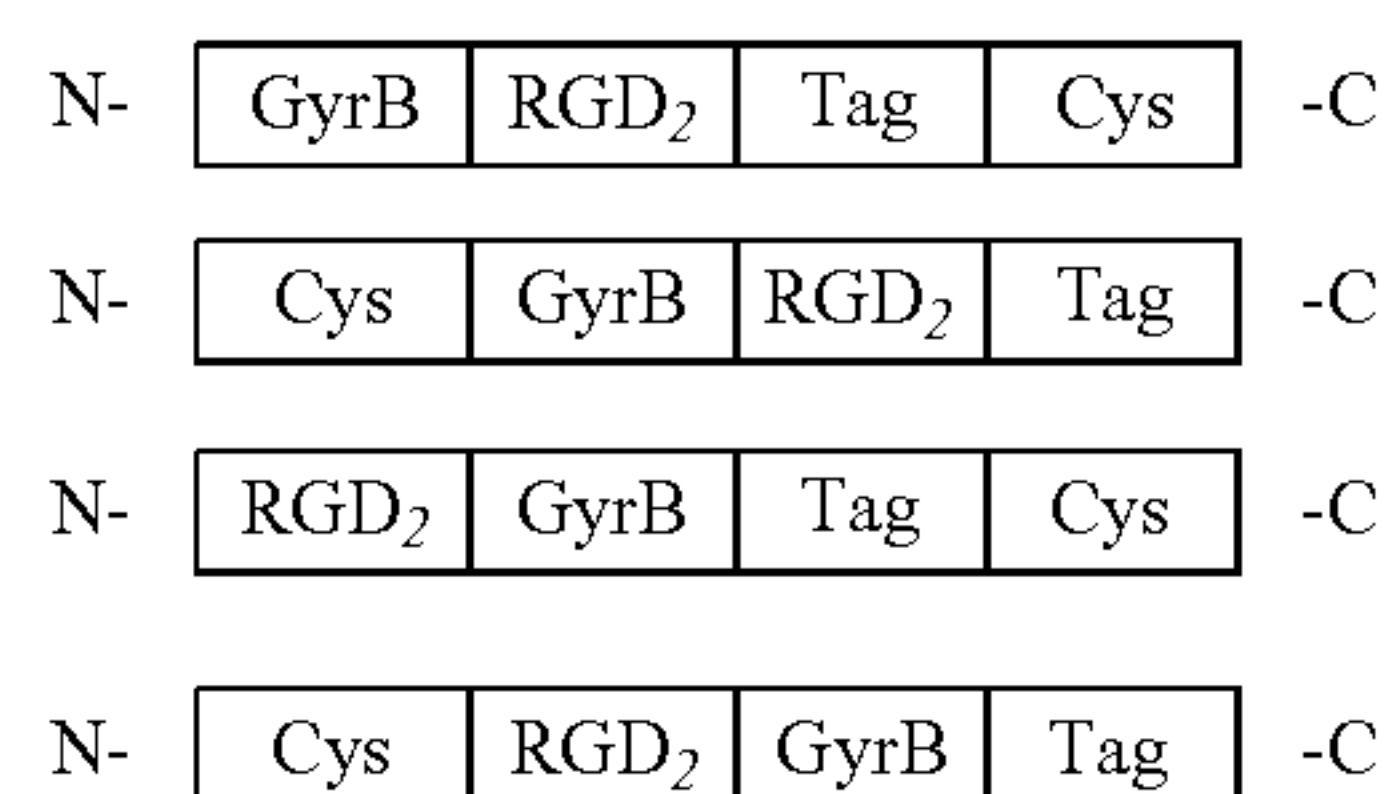 N- GyrB RGD₂ Tag Cys -C
N- Cys GyrB RGD₂ Tag -C
N- RGD₂ GyrB Tag Cys -C
N- Cys RGD₂ GyrB Tag -C